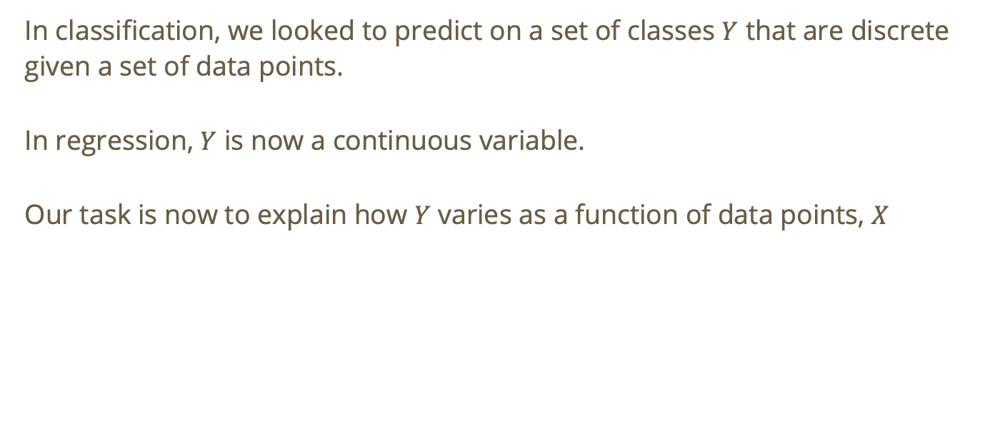 In classification, we looked to predict on a set of classes Y that are discrete
given a set of data points.
In regression, Y is now a continuous variable.
Our task is now to explain how Y varies as a function of data points, X